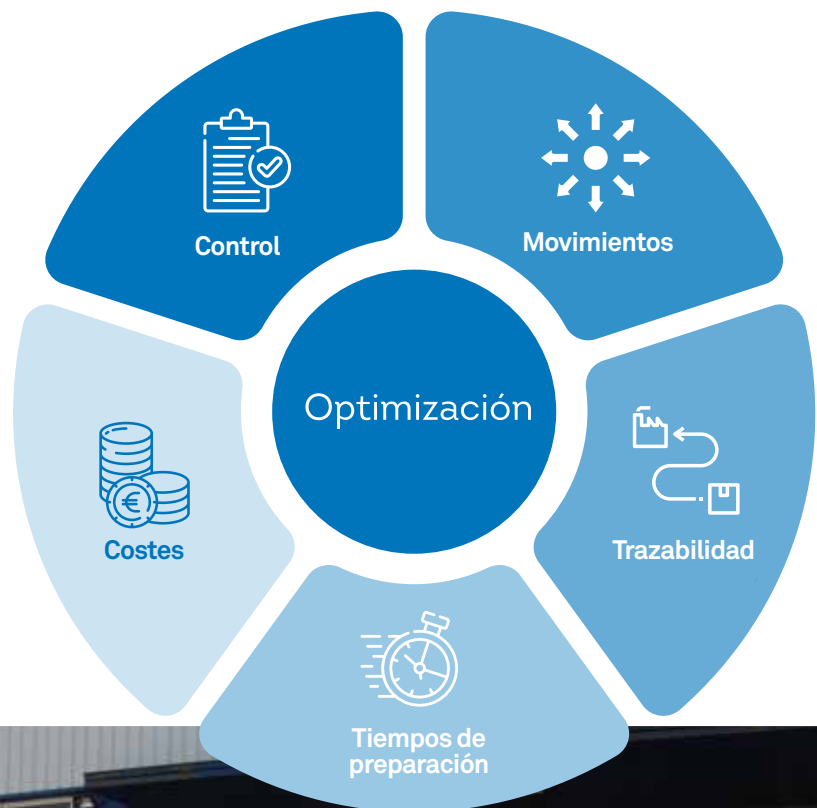 Control
Movimientos
Optimización
Costes
€
Trazabilidad
Tiempos de
preparación